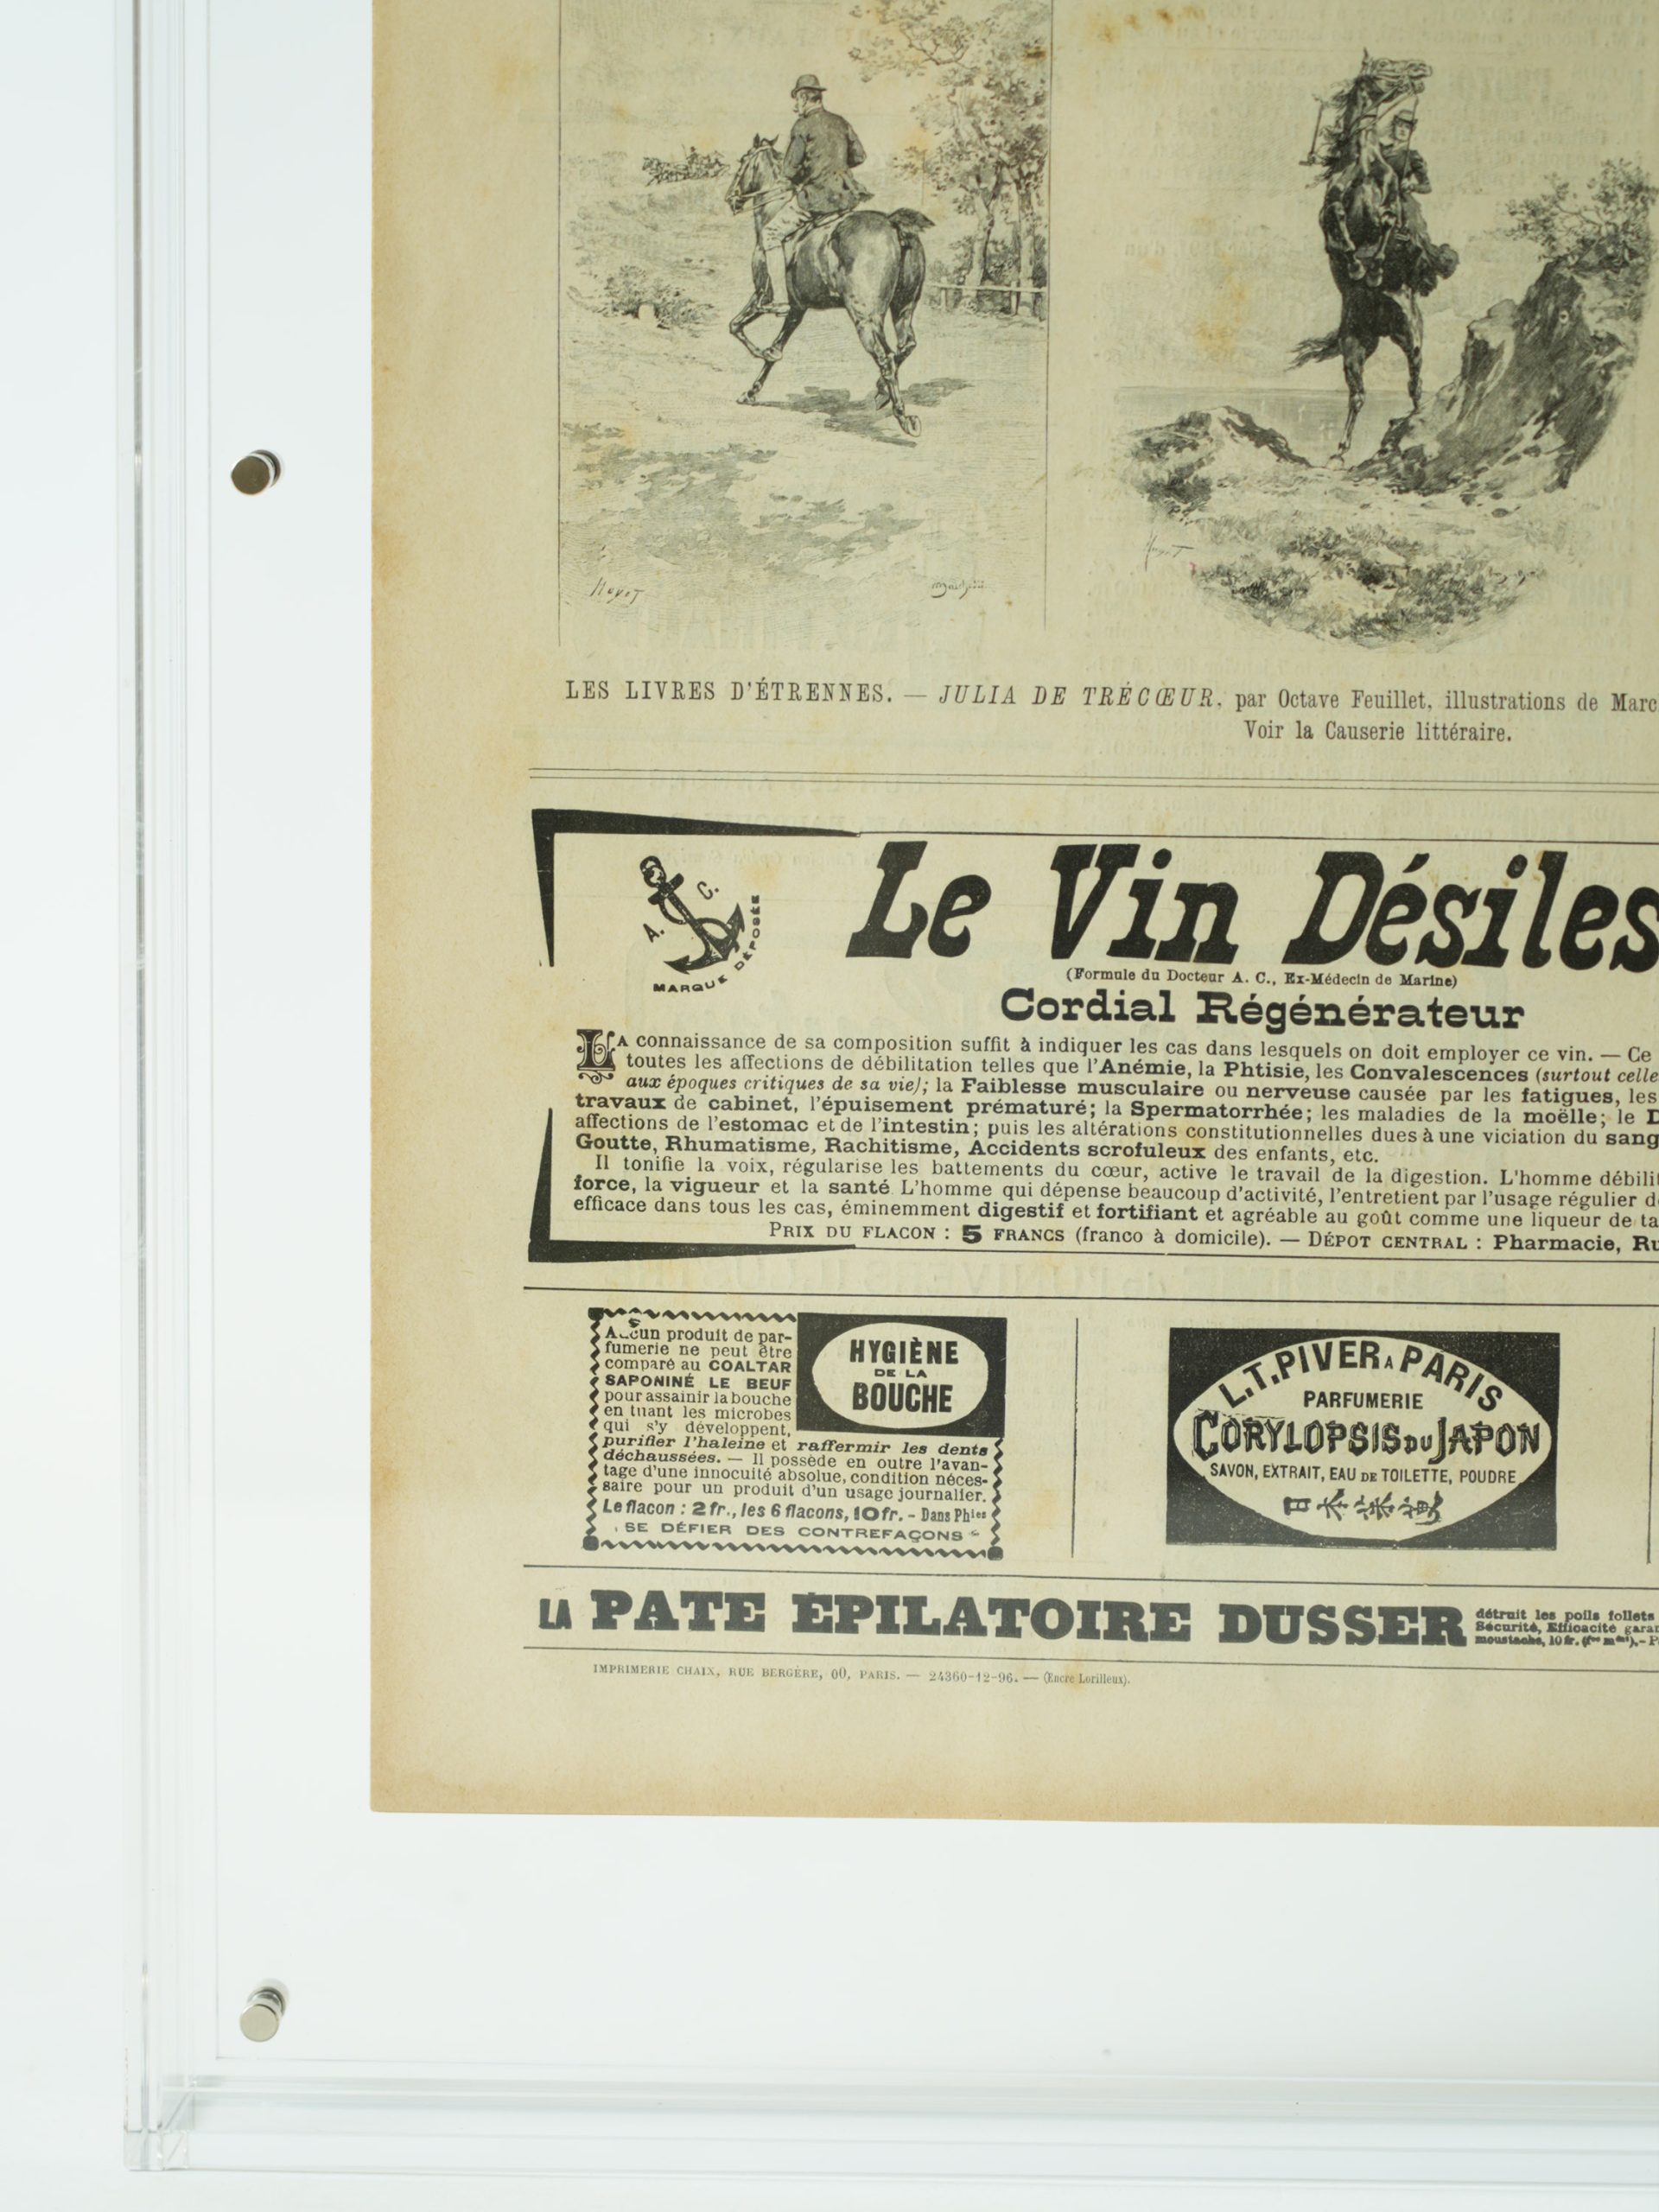 Hoyot
LES LIVRES D'ÉTRENNES. — JULIA DE TRÉCŒUR, par Octave Feuillet, illustrations de Marc
Voir la Causerie littéraire.
A. C.
MARQUE DÉPOSÉE
Le Vin Désiles
(Formule du Docteur A. C., Ex-Médecin de Marine)
Cordial Régénérateur
LA connaissance de sa composition suffit à indiquer les cas dans lesquels on doit employer ce vin. — Ce
toutes les affections de débilitation telles que l'Anémie, la Phtisie, les Convalescences (surtout celle
aux époques critiques de sa vie); la Faiblesse musculaire ou nerveuse causée par les fatigues, les
travaux de cabinet, l'épuisement prématuré; la Spermatorrhée; les maladies de la moëlle; le D
affections de l'estomac et de l'intestin; puis les altérations constitutionnelles dues à une viciation du sang
Goutte, Rhumatisme, Rachitisme, Accidents scrofuleux des enfants, etc.
Il tonifie la voix, régularise les battements du cœur, active le travail de la digestion. L'homme débilit
force, la vigueur et la santé. L'homme qui dépense beaucoup d'activité, l'entretient par l'usage régulier d
efficace dans tous les cas, éminemment digestif et fortifiant et agréable au goût comme une liqueur de ta
PRIX DU FLACON : 5 FRANCS (franco à domicile). — DÉPOT CENTRAL : Pharmacie, Ru
Aucun produit de par-
fumerie ne peut être
comparé au COALTAR
SAPONINÉ LE BEUF
pour assainir la bouche
en tuant les microbes
qui s'y développent,
purifier l'haleine et raffermir les dents
déchaussées. — Il possède en outre l'avan-
tage d'une innocuité absolue, condition néces-
saire pour un produit d'un usage journalier.
Le flacon : 2 fr., les 6 flacons, 10 fr. - Dans Phies
SE DÉFIER DES CONTREFAÇONS
HYGIÈNE
DE LA
BOUCHE
L.T. PIVER A PARIS
PARFUMERIE
CORYLOPSIS DU JAPON
SAVON, EXTRAIT, EAU DE TOILETTE, POUDRE
LA PATE ÉPILATOIRE DUSSER
détruit les poils follets
Sécurité, Efficacité garan
moustache, 10 fr.
IMPRIMERIE CHAIX, RUE BERGÈRE, 20, PARIS. — 24360-12-96. — (Encre Lorilleux).